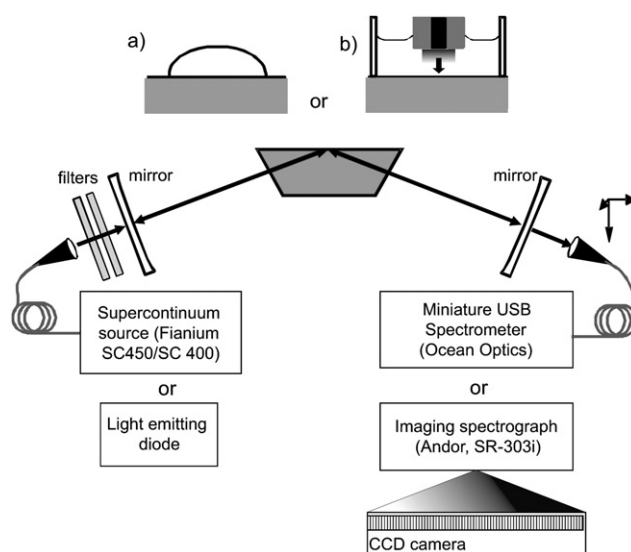 a)
or
b)
filters
mirror
mirror
Supercontinuum
source (Fianium
SC450/SC 400)
or
Light emitting
diode
Miniature USB
Spectrometer
(Ocean Optics)
or
Imaging spectrograph
(Andor, SR-303i)
CCD camera